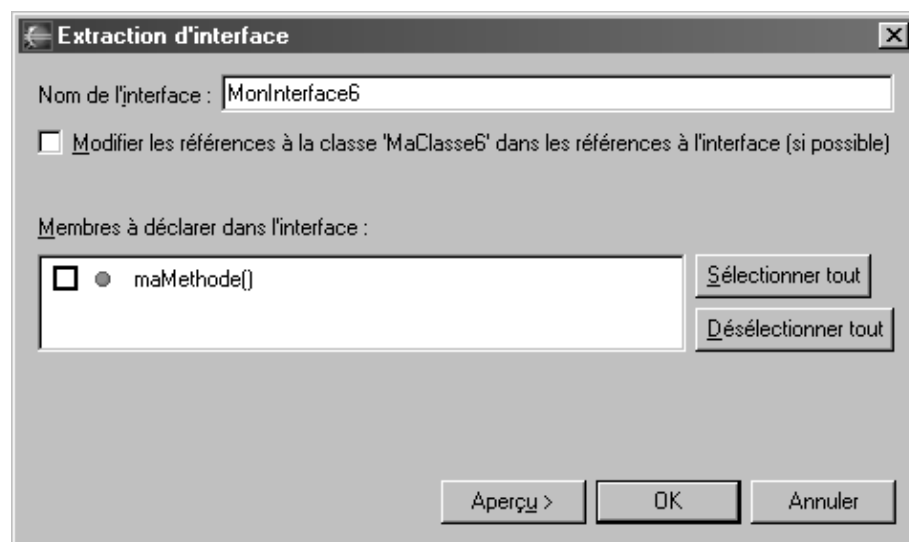 Extraction d'interface
Nom de l'interface : MonInterface6
Modifier les références à la classe 'MaClasse6' dans les références à l'interface (si possible)
Membres à déclarer dans l'interface :
maMethode()
Sélectionner tout
Désélectionner tout
Aperçu > OK Annuler